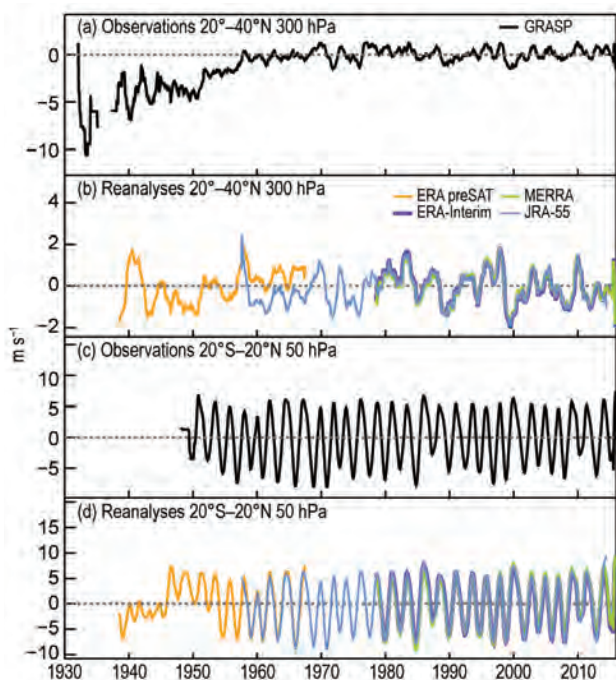 (a) Observations 20°–40°N 300 hPa
GRASP
0
−5
−10
(b) Reanalyses 20°–40°N 300 hPa
ERA preSAT
MERRA
ERA-Interim
JRA-55
4
2
0
−2
m s⁻¹
(c) Observations 20°S–20°N 50 hPa
10
5
0
−5
(d) Reanalyses 20°S–20°N 50 hPa
15
10
5
0
−5
−10
1930 1940 1950 1960 1970 1980 1990 2000 2010